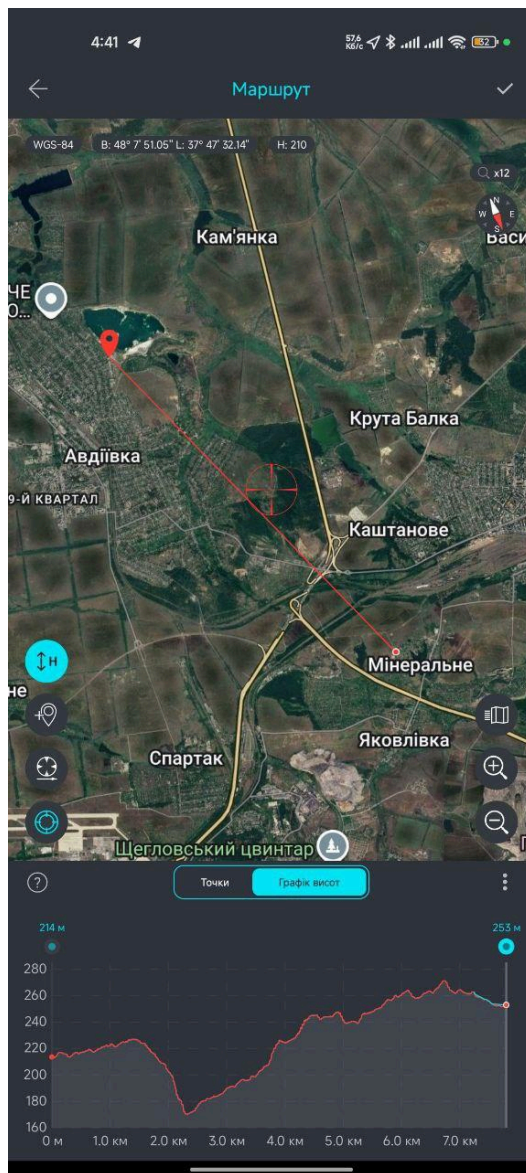 4:41
57,6
Кб/с
82
Маршрут
WGS-84 B: 48° 7' 51.05" L: 37° 47' 32.14" H: 210
x12
N
W E
S
Кам'янка
Васи
ЧЕ
О...
Крута Балка
Авдіївка
9-Й КВАРТАЛ
Каштанове
H
Мінеральне
не
Яковлівка
Спартак
Щегловський цвинтар
?
Точки Графік висот
214 м 253 м
280
260
240
220
200
180
160
0 м 1.0 км 2.0 км 3.0 км 4.0 км 5.0 км 6.0 км 7.0 км